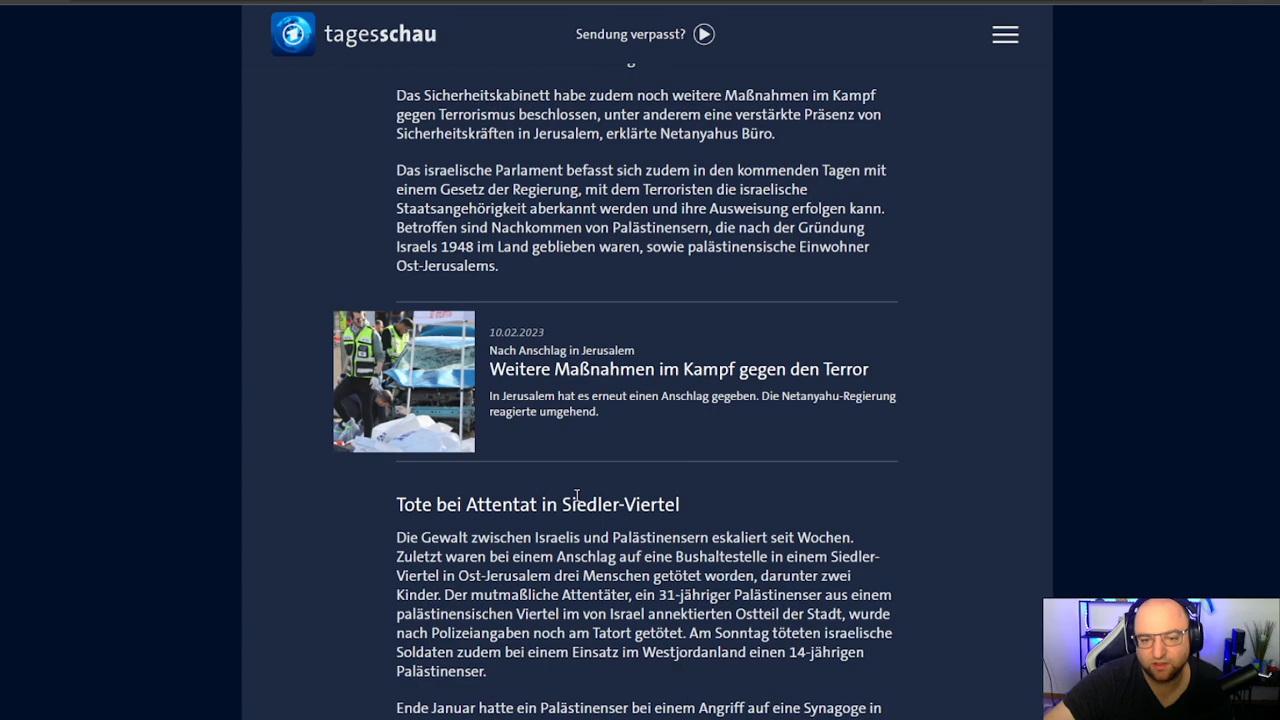 tagesschau
Sendung verpasst?
Das Sicherheitskabinett habe zudem noch weitere Maßnahmen im Kampf
gegen Terrorismus beschlossen, unter anderem eine verstärkte Präsenz von
Sicherheitskräften in Jerusalem, erklärte Netanyahus Büro.
Das israelische Parlament befasst sich zudem in den kommenden Tagen mit
einem Gesetz der Regierung, mit dem Terroristen die israelische
Staatsangehörigkeit aberkannt werden und ihre Ausweisung erfolgen kann.
Betroffen sind Nachkommen von Palästinensern, die nach der Gründung
Israels 1948 im Land geblieben waren, sowie palästinensische Einwohner
Ost-Jerusalems.
10.02.2023
Nach Anschlag in Jerusalem
Weitere Maßnahmen im Kampf gegen den Terror
In Jerusalem hat es erneut einen Anschlag gegeben. Die Netanyahu-Regierung
reagierte umgehend.
Tote bei Attentat in Siedler-Viertel
Die Gewalt zwischen Israelis und Palästinensern eskaliert seit Wochen.
Zuletzt waren bei einem Anschlag auf eine Bushaltestelle in einem Siedler-
Viertel in Ost-Jerusalem drei Menschen getötet worden, darunter zwei
Kinder. Der mutmaßliche Attentäter, ein 31-jähriger Palästinenser aus einem
palästinensischen Viertel im von Israel annektierten Ostteil der Stadt, wurde
nach Polizeiangaben noch am Tatort getötet. Am Sonntag töteten israelische
Soldaten zudem bei einem Einsatz im Westjordanland einen 14-jährigen
Palästinenser.
Ende Januar hatte ein Palästinenser bei einem Angriff auf eine Synagoge in